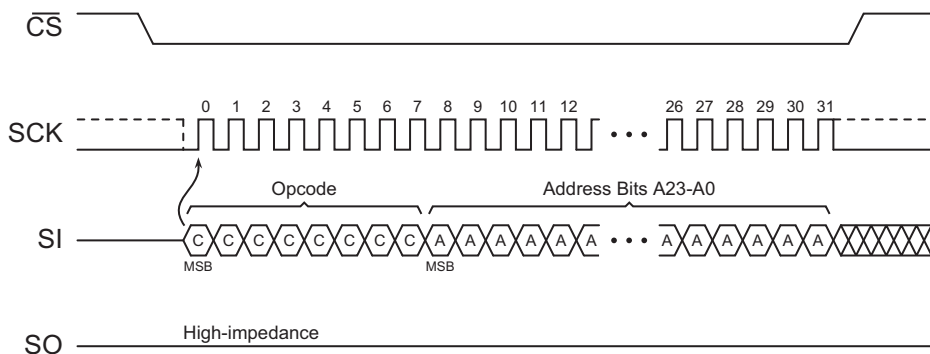 CS
0 1 2 3 4 5 6 7 8 9 10 11 12 26 27 28 29 30 31
SCK
• • •
Opcode Address Bits A23-A0
SI C C C C C C C C A A A A A A • • • A A A A A A
MSB MSB
High-impedance
SO